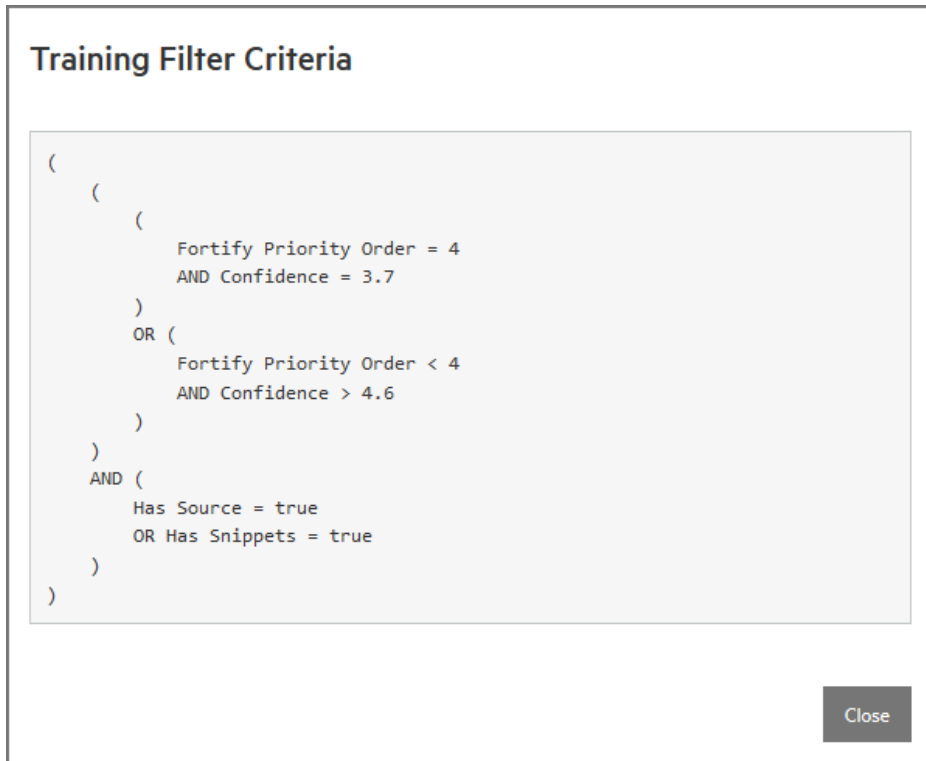 Training Filter Criteria
(
    (
        (
            Fortify Priority Order = 4
            AND Confidence = 3.7
        )
        OR (
            Fortify Priority Order < 4
            AND Confidence > 4.6
        )
    )
    AND (
        Has Source = true
        OR Has Snippets = true
    )
)
Close